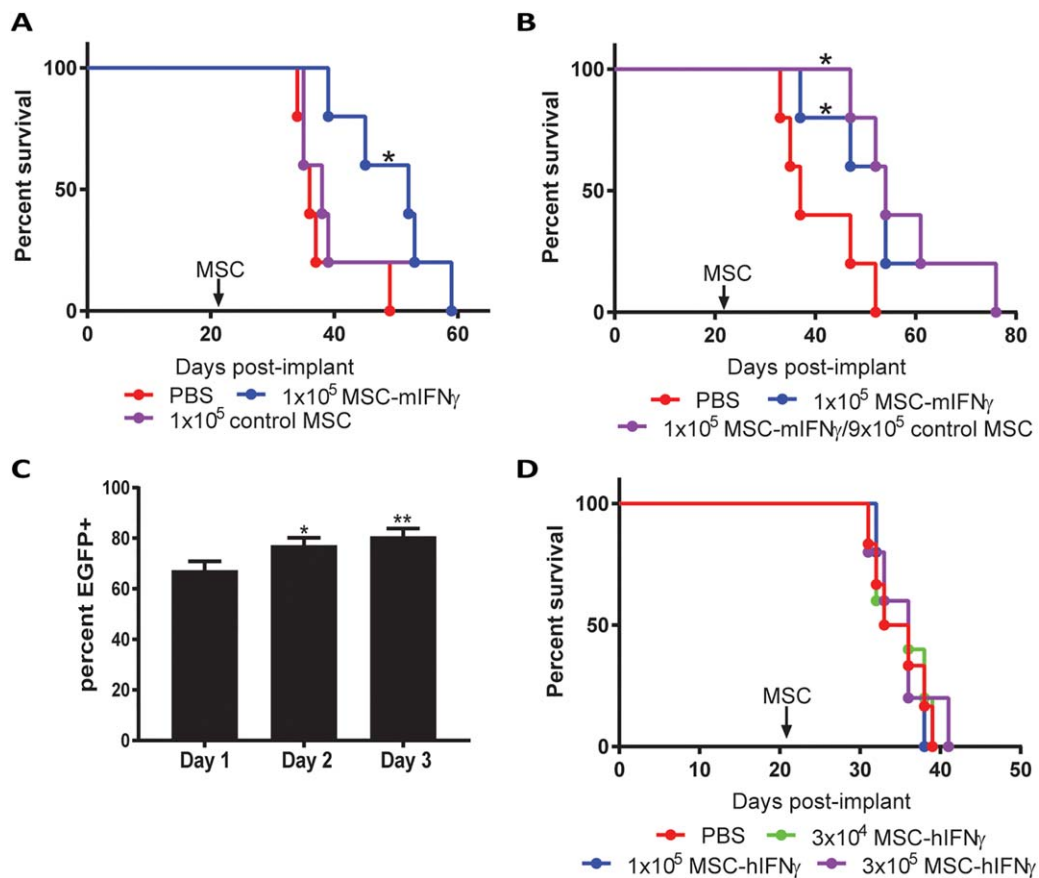 A
Percent survival
100
50
0
MSC
0 20 40 60
*
Days post-implant
PBS 1x10⁵ MSC-mIFNγ
1x10⁵ control MSC
B
Percent survival
100
50
0
MSC
0 20 40 60 80
*
*
Days post-implant
PBS 1x10⁵ MSC-mIFNγ
1x10⁵ MSC-mIFNγ/9x10⁵ control MSC
C
percent EGFP+
100
80
60
40
20
0
* **
Day 1 Day 2 Day 3
D
Percent survival
100
50
0
MSC
0 10 20 30 40 50
Days post-implant
PBS 3x10⁴ MSC-hIFNγ
1x10⁵ MSC-hIFNγ 3x10⁵ MSC-hIFNγ